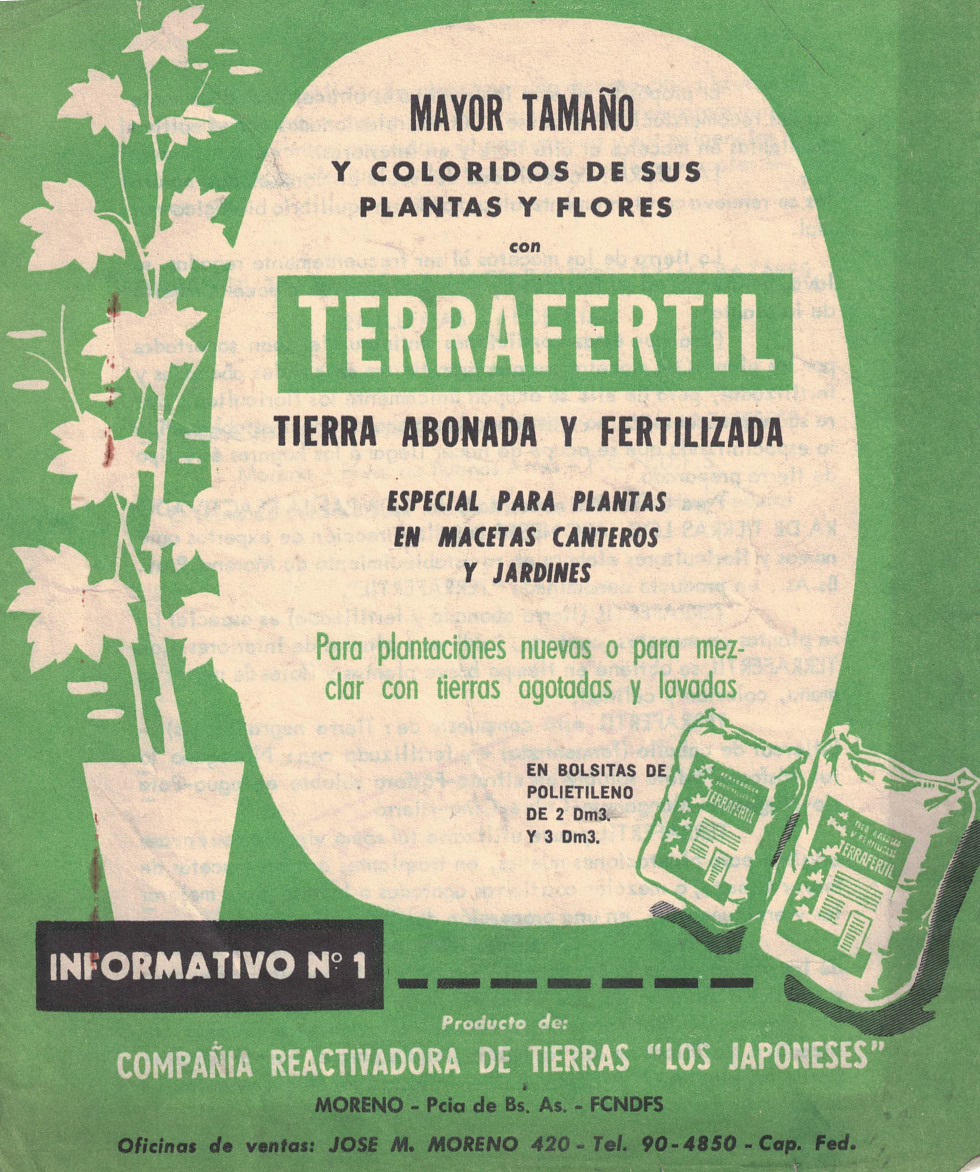 MAYOR TAMAÑO
Y COLORIDOS DE SUS
PLANTAS Y FLORES
con
TERRAFERTIL
TIERRA ABONADA Y FERTILIZADA
ESPECIAL PARA PLANTAS
EN MACETAS CANTEROS
Y JARDINES
Para plantaciones nuevas o para mez-
clar con tierras agotadas y lavadas
EN BOLSITAS DE
POLIETILENO
DE 2 Dm3.
Y 3 Dm3.
TERRAFERTIL
TERRAFERTIL
INFORMATIVO Nº 1
Producto de:
COMPAÑIA REACTIVADORA DE TIERRAS "LOS JAPONESES"
MORENO - Pcia de Bs. As. - FCNDFS
Oficinas de ventas: JOSE M. MORENO 420 - Tel. 90-4850 - Cap. Fed.